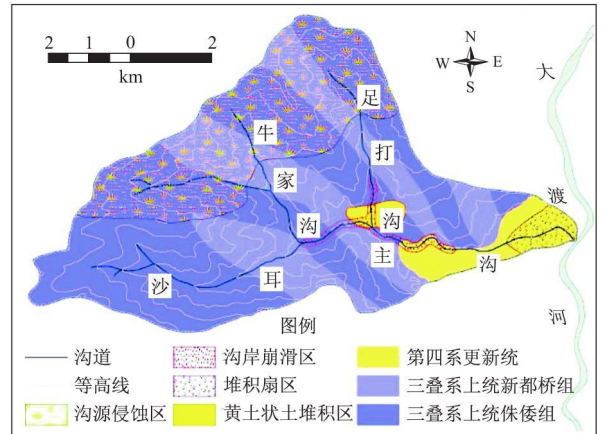 2 1 0 2
km
N
W E
S
大
渡
河
足
打
沟
牛
家
沟
主
沟
沙
耳
图例
沟道
等高线
沟源侵蚀区
沟岸崩滑区
堆积扇区
黄土状土堆积区
第四系更新统
三叠系上统新都桥组
三叠系上统侏倭组